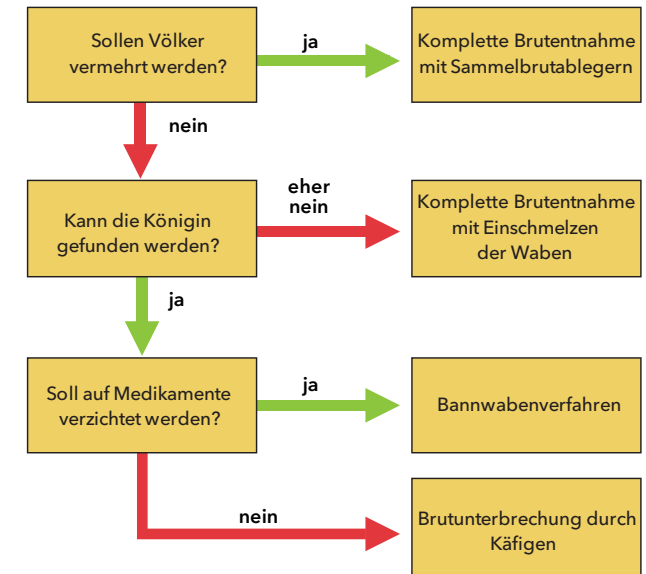 Sollen Völker
vermehrt werden?
ja
Komplette Brutentnahme
mit Sammelbrutablegern
nein
Kann die Königin
gefunden werden?
eher
nein
Komplette Brutentnahme
mit Einschmelzen
der Waben
ja
Soll auf Medikamente
verzichtet werden?
ja
Bannwabenverfahren
nein
Brutunterbrechung durch
Käfigen